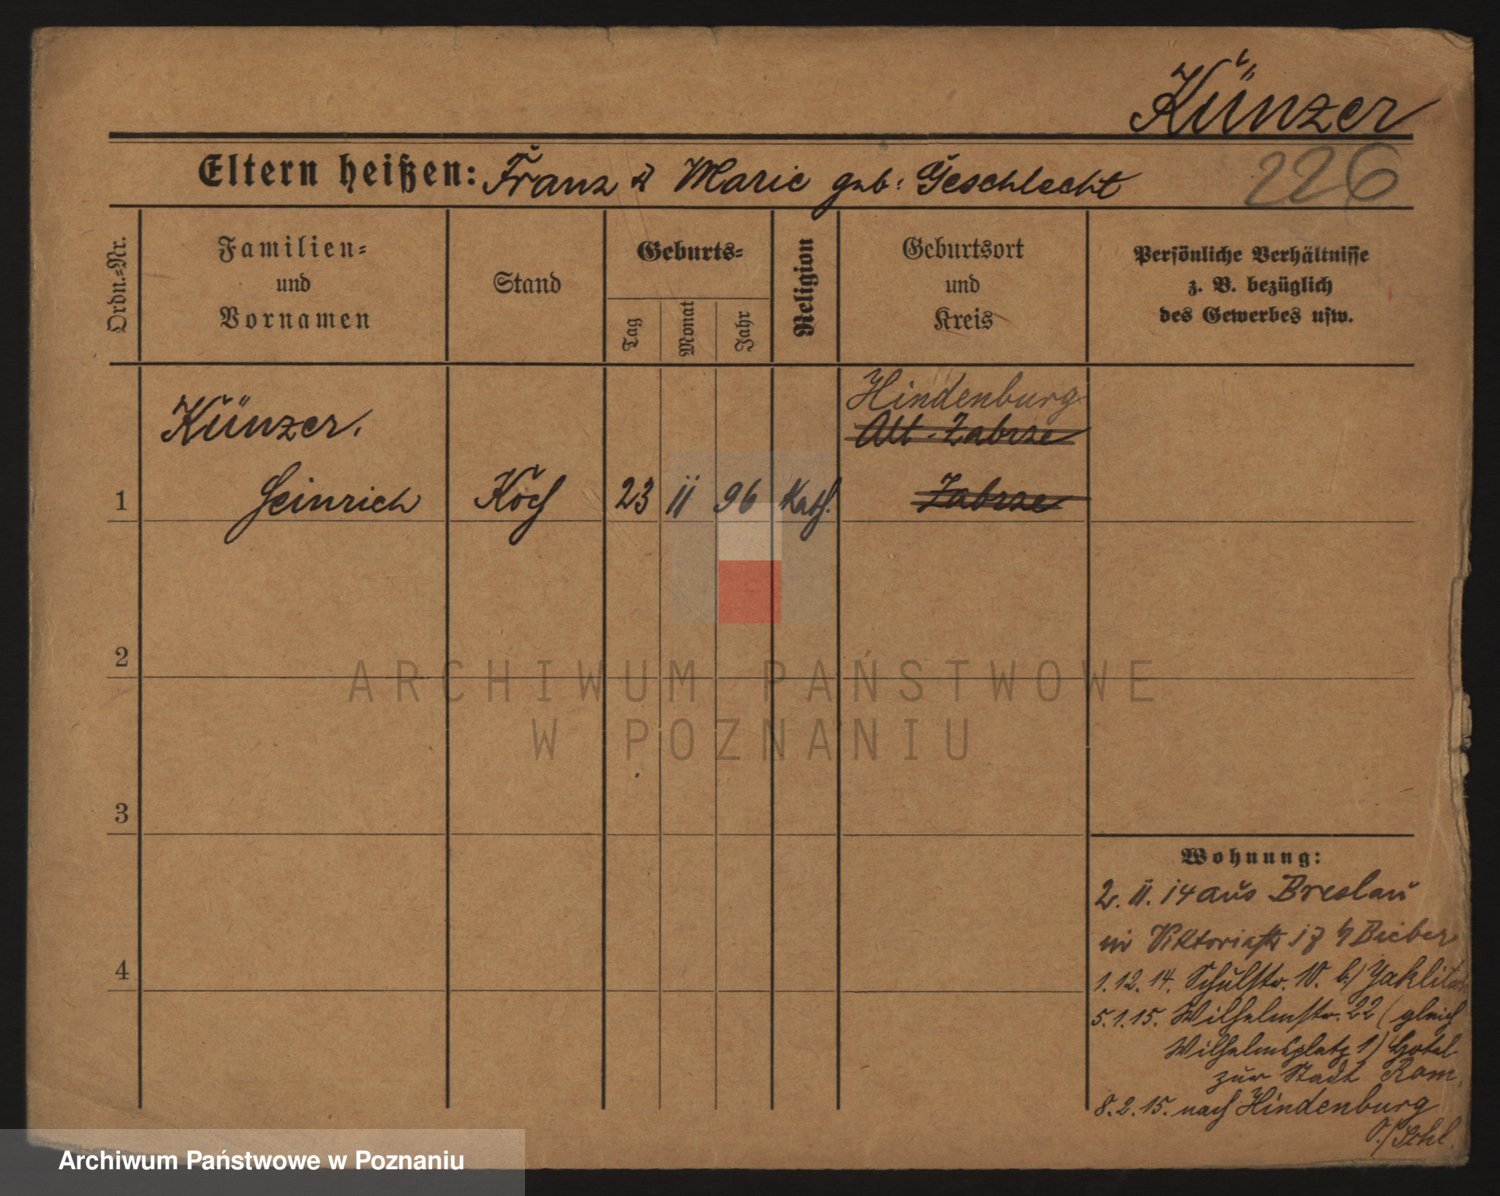 Künzer
226
Eltern heißen: Franz & Marie geb. Geschlecht
Ordn.=Nr.
Familien=
und
Vornamen
Stand
Geburts=
Tag
Monat
Jahr
Religion
Geburtsort
und
Kreis
Persönliche Verhältnisse
z. B. bezüglich
des Gewerbes usw.
Hindenburg
Künzer.
Alt-Zabrze
1 Heinrich Koch 23 11 96 Kath. Zabrze
2
ARCHIWUM PAŃSTWOWE
W POZNANIU
3
4
Wohnung:
2. 11. 14 aus Breslau
in Viktoriastr 17 b/ Bieber
1.12.14. Schulstr. 10. b/
5.1.15. Wilhelmstr. 22 (gleich
Wilhelmsplatz 1) Hotel
zur Stadt Rom.
8.2.15. nach Hindenburg
O./Schl.
Archiwum Państwowe w Poznaniu